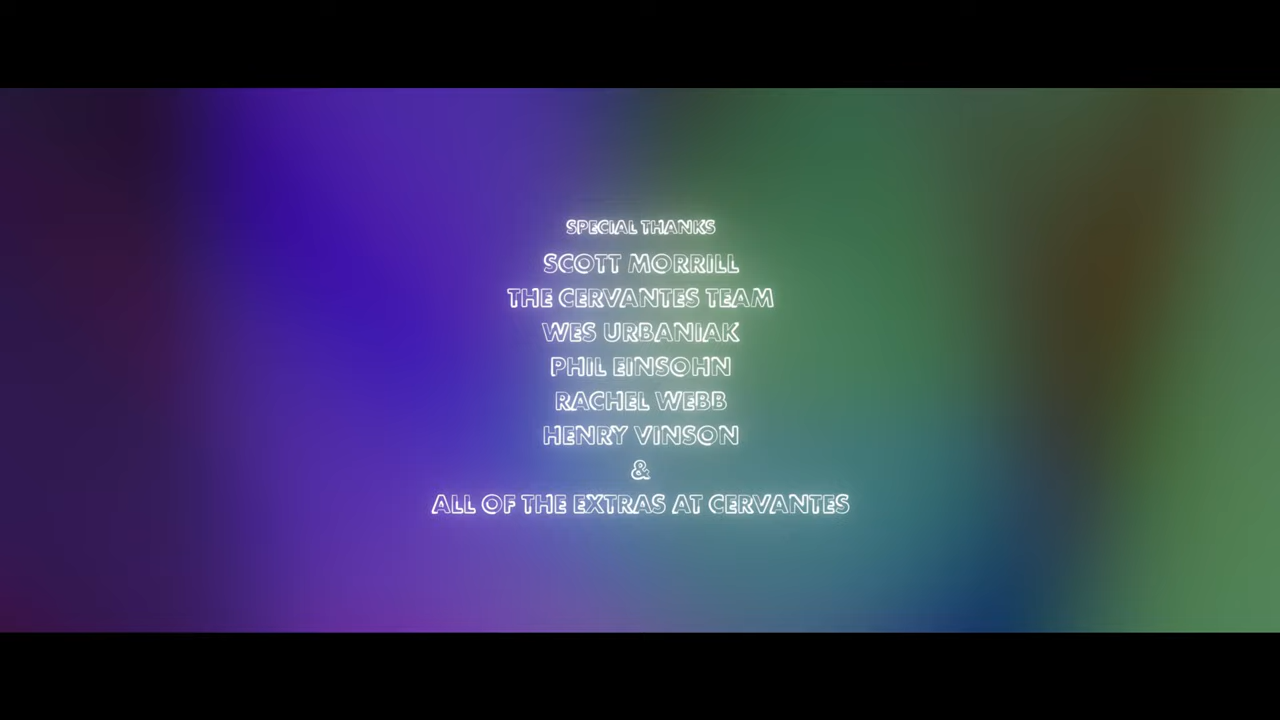 SPECIAL THANKS
SCOTT MORRILL
THE CERVANTES TEAM
WES URBANIAK
PHIL EINSOHN
RACHEL WEBB
HENRY VINSON
&
ALL OF THE EXTRAS AT CERVANTES